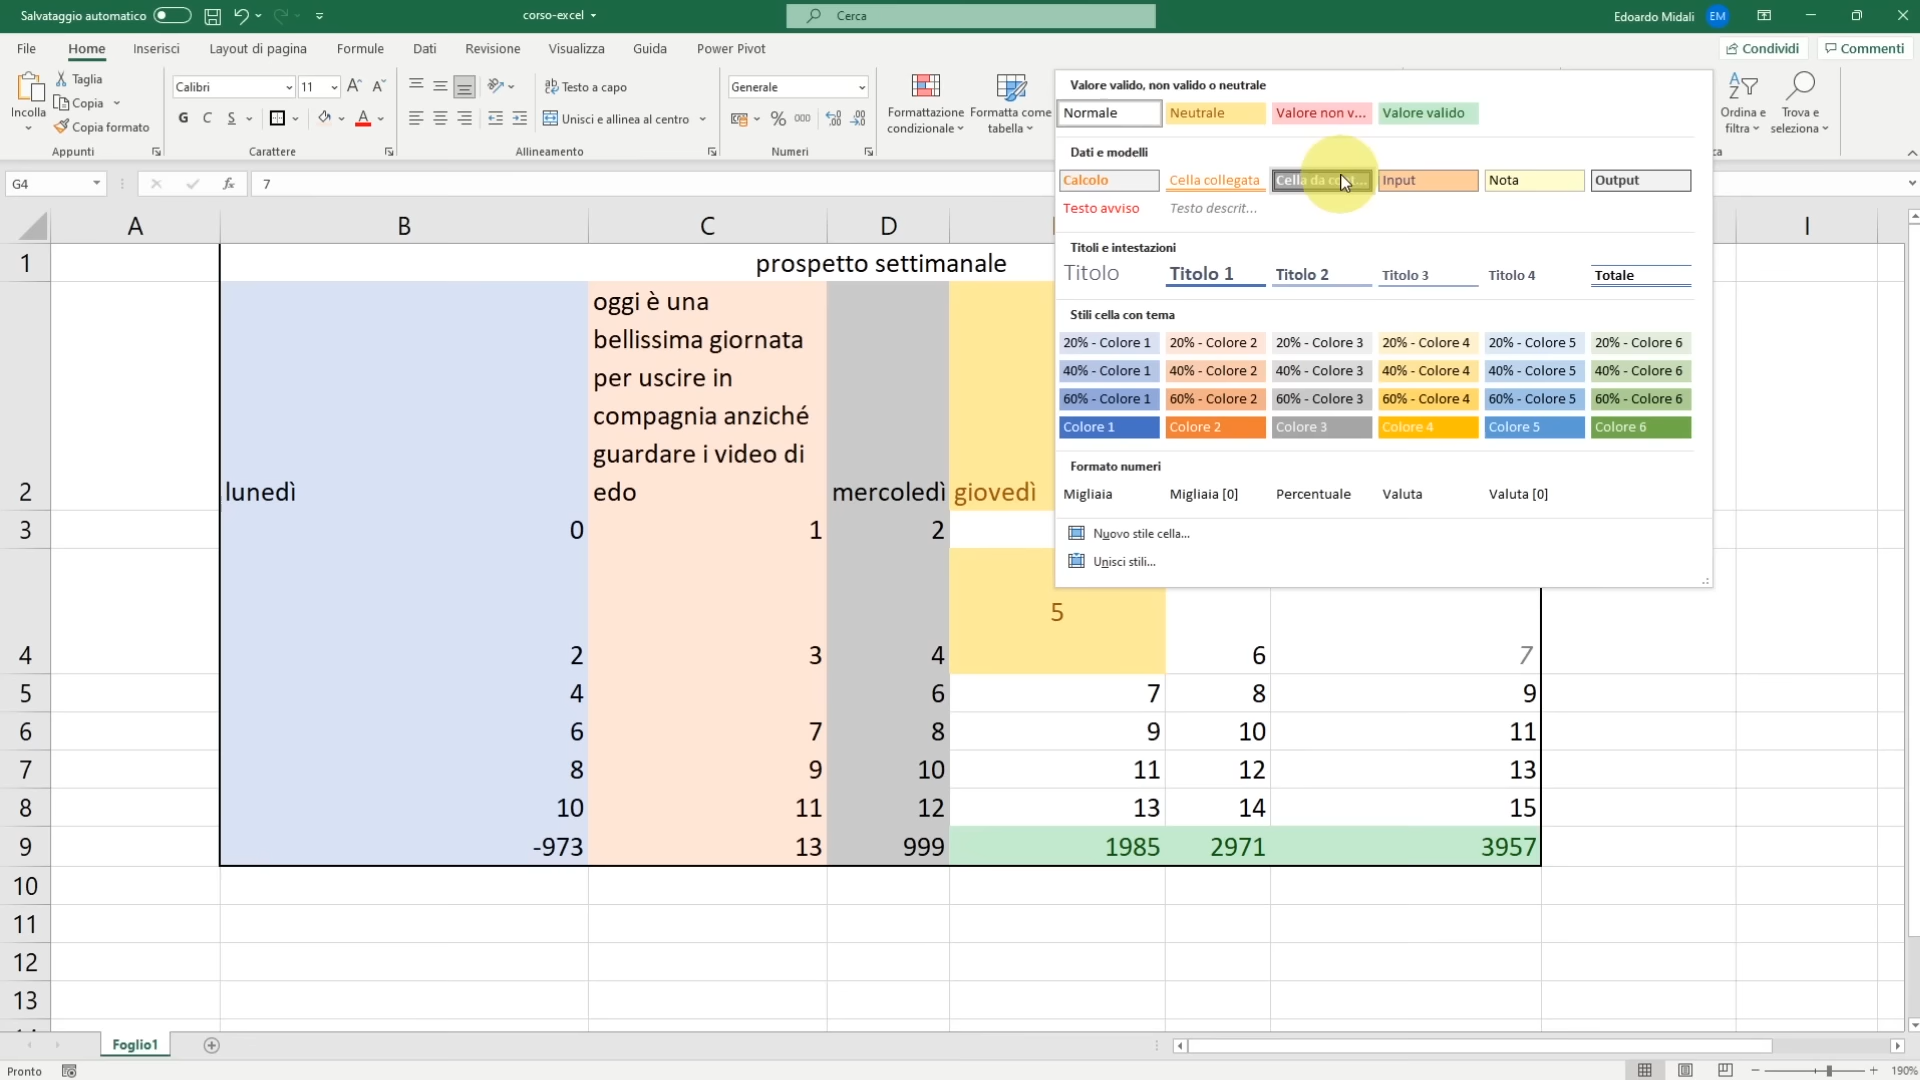 Salvataggio automatico
corso-excel
Cerca
Edoardo Midali EM
File Home Inserisci Layout di pagina Formule Dati Revisione Visualizza Guida Power Pivot Condividi Commenti
Incolla
Taglia
Copia
Copia formato
Appunti
Calibri 11
G C S
Carattere
Testo a capo
Unisci e allinea al centro
Allineamento
Generale
% 000
Numeri
Formattazione condizionale
Formatta come tabella
Ordina e filtra
Trova e seleziona
G4 fx 7
Valore valido, non valido o neutrale
Normale Neutrale Valore non v... Valore valido
Dati e modelli
Calcolo Cella collegata Cella da cont... Input Nota Output
Testo avviso Testo descrit...
Titoli e intestazioni
Titolo Titolo 1 Titolo 2 Titolo 3 Titolo 4 Totale
Stili cella con tema
20% - Colore 1 20% - Colore 2 20% - Colore 3 20% - Colore 4 20% - Colore 5 20% - Colore 6
40% - Colore 1 40% - Colore 2 40% - Colore 3 40% - Colore 4 40% - Colore 5 40% - Colore 6
60% - Colore 1 60% - Colore 2 60% - Colore 3 60% - Colore 4 60% - Colore 5 60% - Colore 6
Colore 1 Colore 2 Colore 3 Colore 4 Colore 5 Colore 6
Formato numeri
Migliaia Migliaia [0] Percentuale Valuta Valuta [0]
Nuovo stile cella...
Unisci stili...
A B C D I
1 prospetto settimanale
oggi è una
bellissima giornata
per uscire in
compagnia anziché
guardare i video di
2 lunedì edo mercoledì giovedì
3 0 1 2
5
4 2 3 4 6 7
5 4 6 7 8 9
6 6 7 8 9 10 11
7 8 9 10 11 12 13
8 10 11 12 13 14 15
9 -973 13 999 1985 2971 3957
10
11
12
13
Foglio1
Pronto
190%